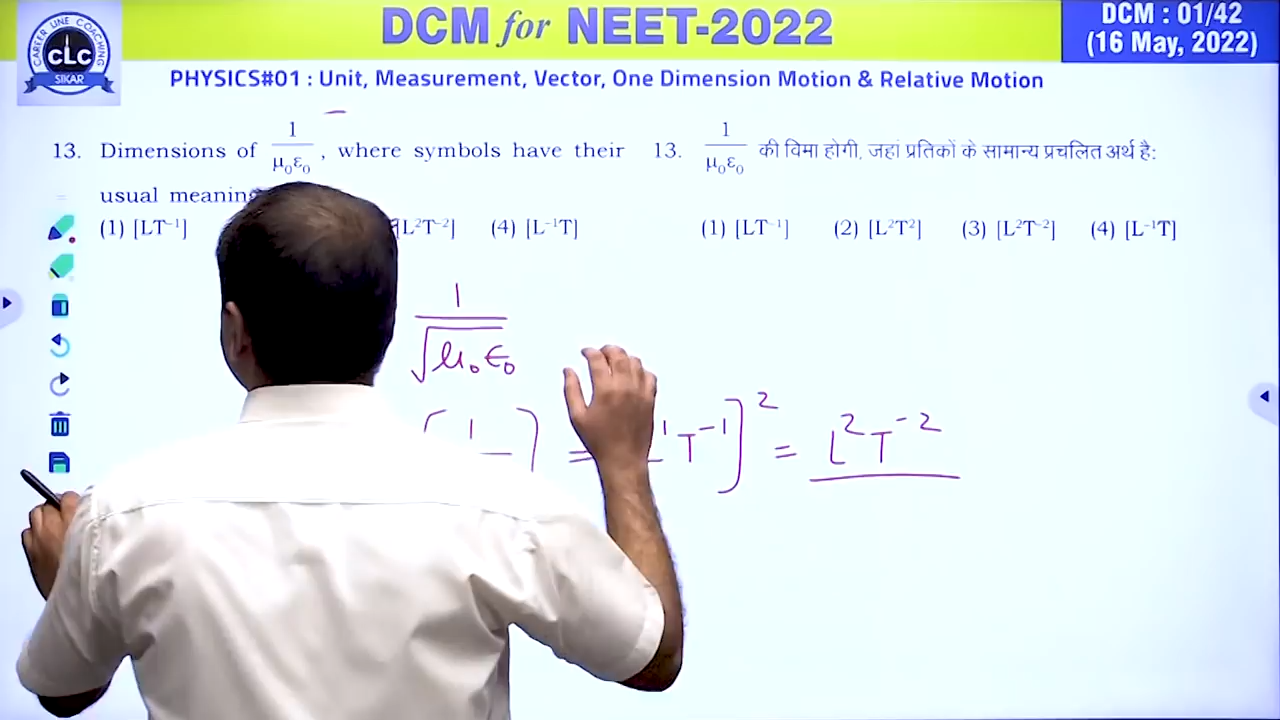 DCM for NEET-2022
DCM : 01/42
(16 May, 2022)
CAREER LINE COACHING
CLC
SIKAR
PHYSICS#01 : Unit, Measurement, Vector, One Dimension Motion & Relative Motion
13. Dimensions of 1/μ₀ε₀ , where symbols have their
usual meaning
(1) [LT⁻¹] [L²T⁻²] (4) [L⁻¹T]
13. 1/μ₀ε₀ की विमा होगी, जहां प्रतिकों के सामान्य प्रचलित अर्थ है:
(1) [LT⁻¹] (2) [L²T²] (3) [L²T⁻²] (4) [L⁻¹T]
1/√μ₀ε₀
[1/ ] = L¹T⁻¹]² = L²T⁻²